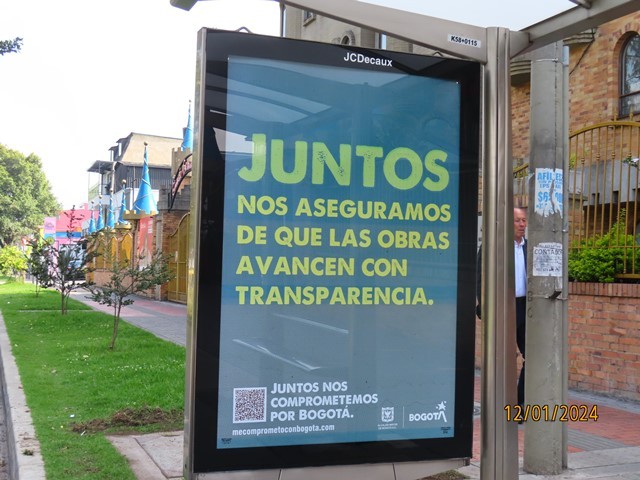 K58*0115
JCDecaux
JUNTOS
NOS ASEGURAMOS
DE QUE LAS OBRAS
AVANCEN CON
TRANSPARENCIA.
JUNTOS NOS
COMPROMETEMOS
POR BOGOTÁ.
mecomprometoconbogota.com
BOGOTÁ
12/01/2024